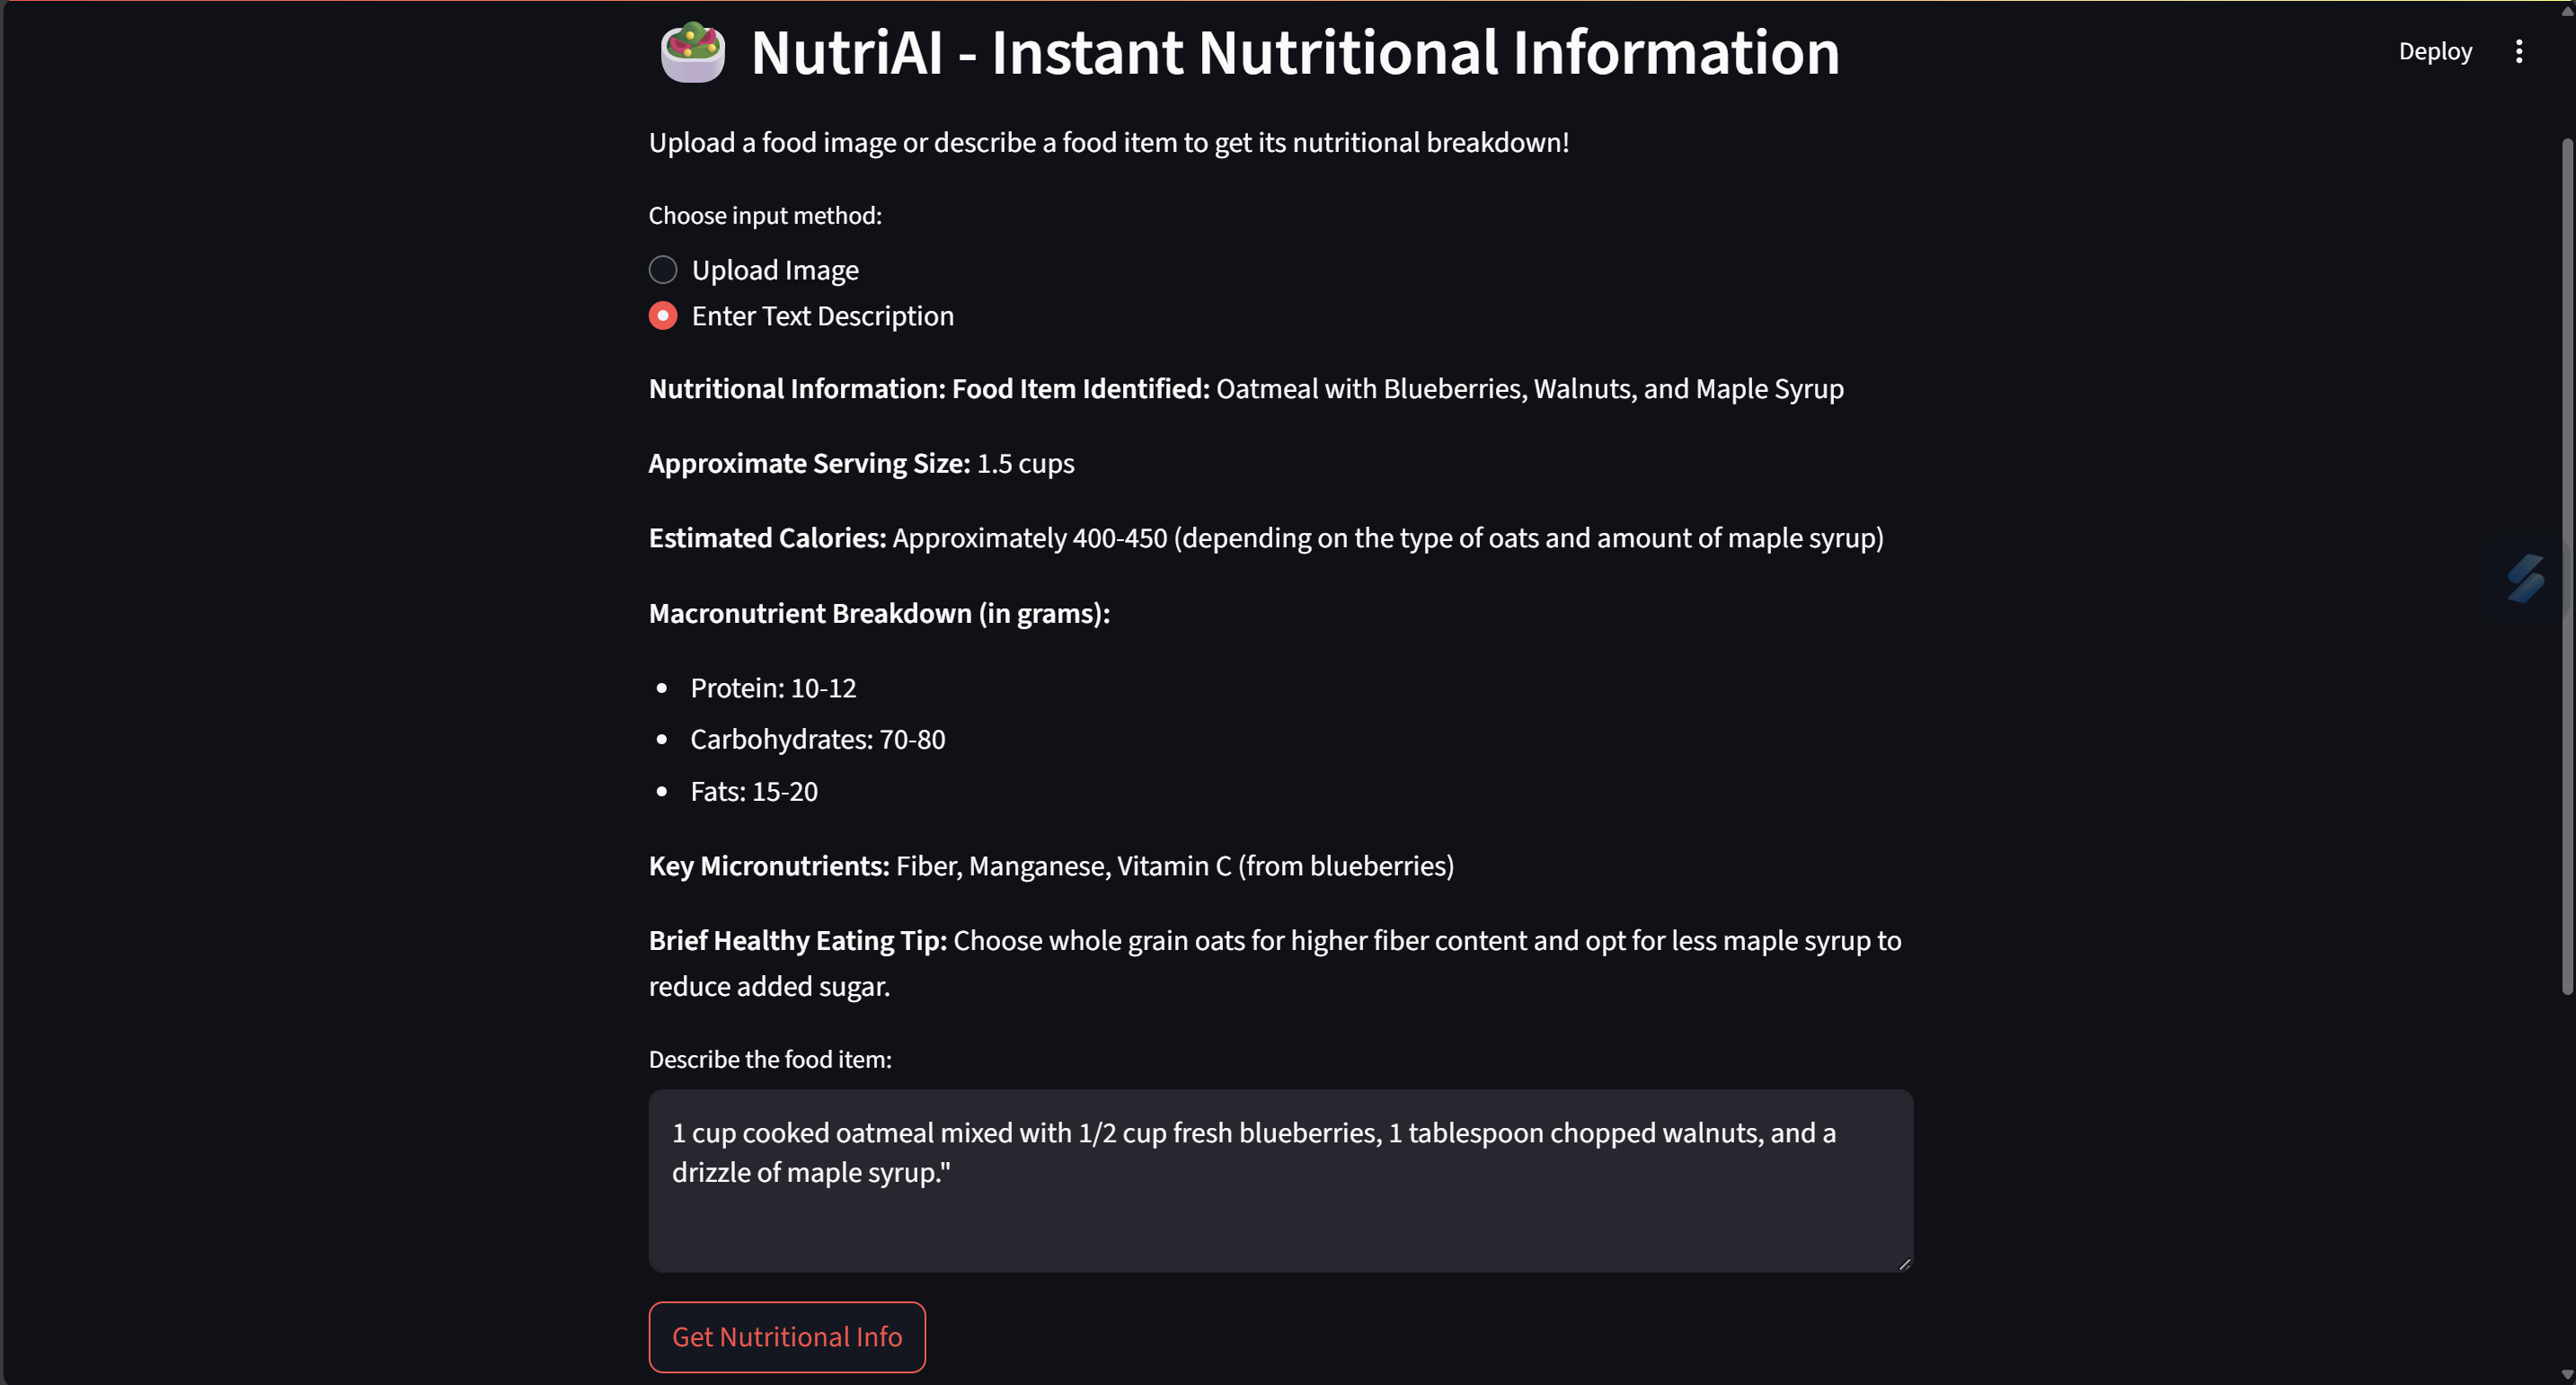 NutriAI - Instant Nutritional Information
Deploy
Upload a food image or describe a food item to get its nutritional breakdown!
Choose input method:
Upload Image
Enter Text Description
Nutritional Information: Food Item Identified: Oatmeal with Blueberries, Walnuts, and Maple Syrup
Approximate Serving Size: 1.5 cups
Estimated Calories: Approximately 400-450 (depending on the type of oats and amount of maple syrup)
Macronutrient Breakdown (in grams):
• Protein: 10-12
• Carbohydrates: 70-80
• Fats: 15-20
Key Micronutrients: Fiber, Manganese, Vitamin C (from blueberries)
Brief Healthy Eating Tip: Choose whole grain oats for higher fiber content and opt for less maple syrup to
reduce added sugar.
Describe the food item:
1 cup cooked oatmeal mixed with 1/2 cup fresh blueberries, 1 tablespoon chopped walnuts, and a
drizzle of maple syrup."
Get Nutritional Info